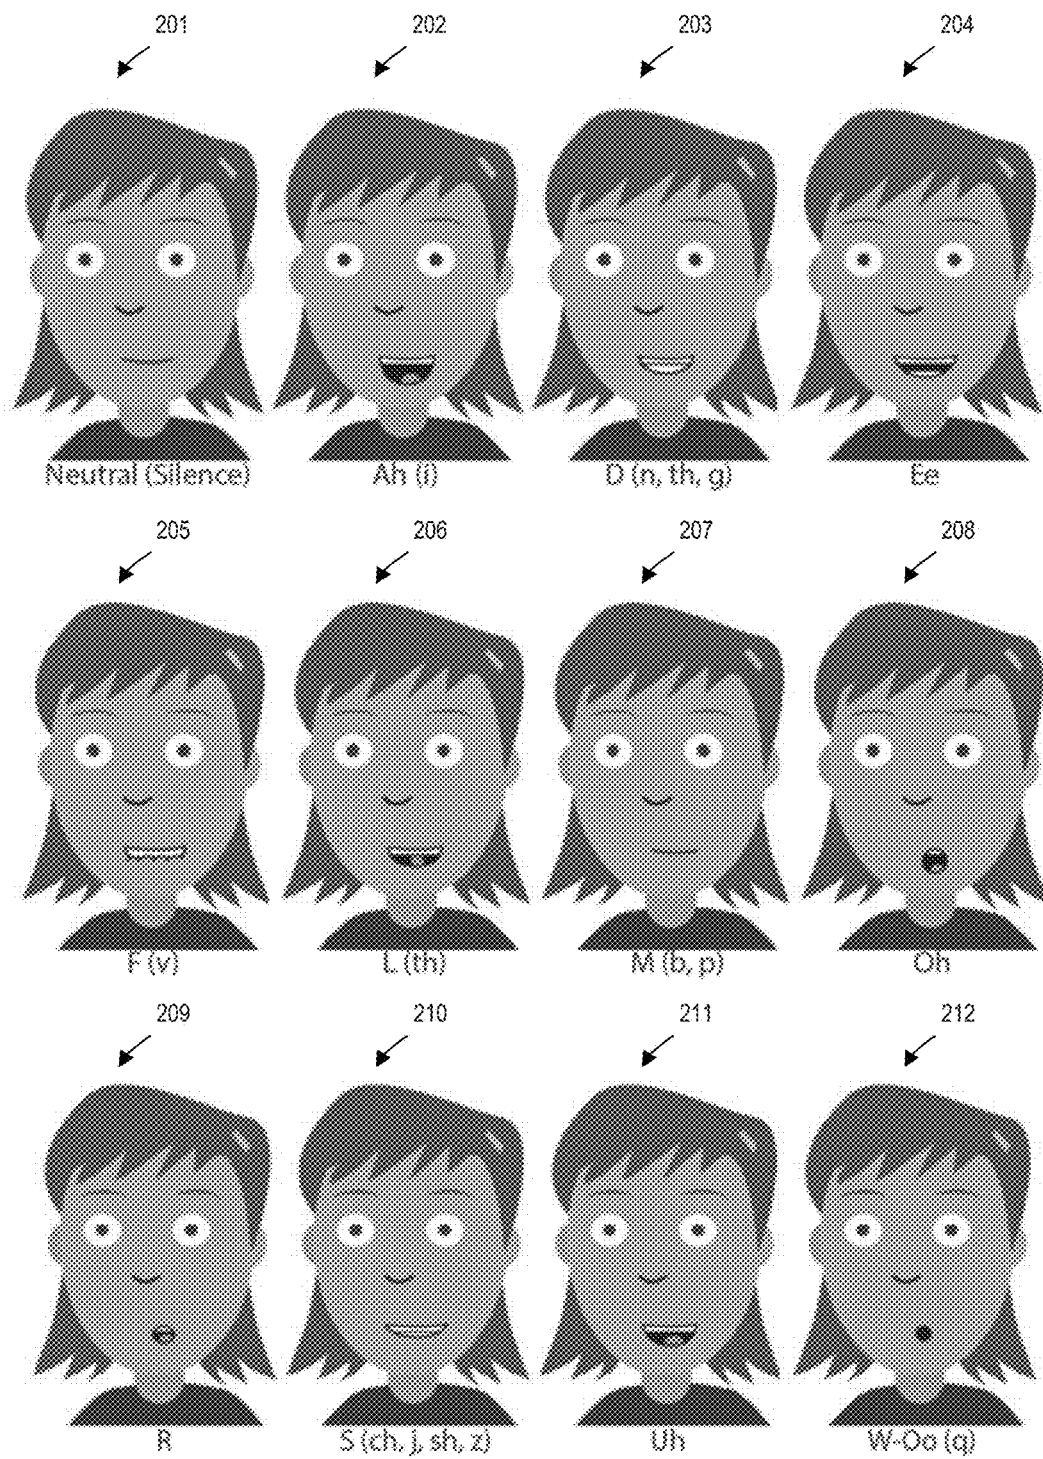 201 202 203 204
Neutral (Silence) Ah (i) D (n, th, g) Ee
205 206 207 208
F (v) L (th) M (b, p) Oh
209 210 211 212
R S (ch, j, sh, z) Uh W-Oo (q)